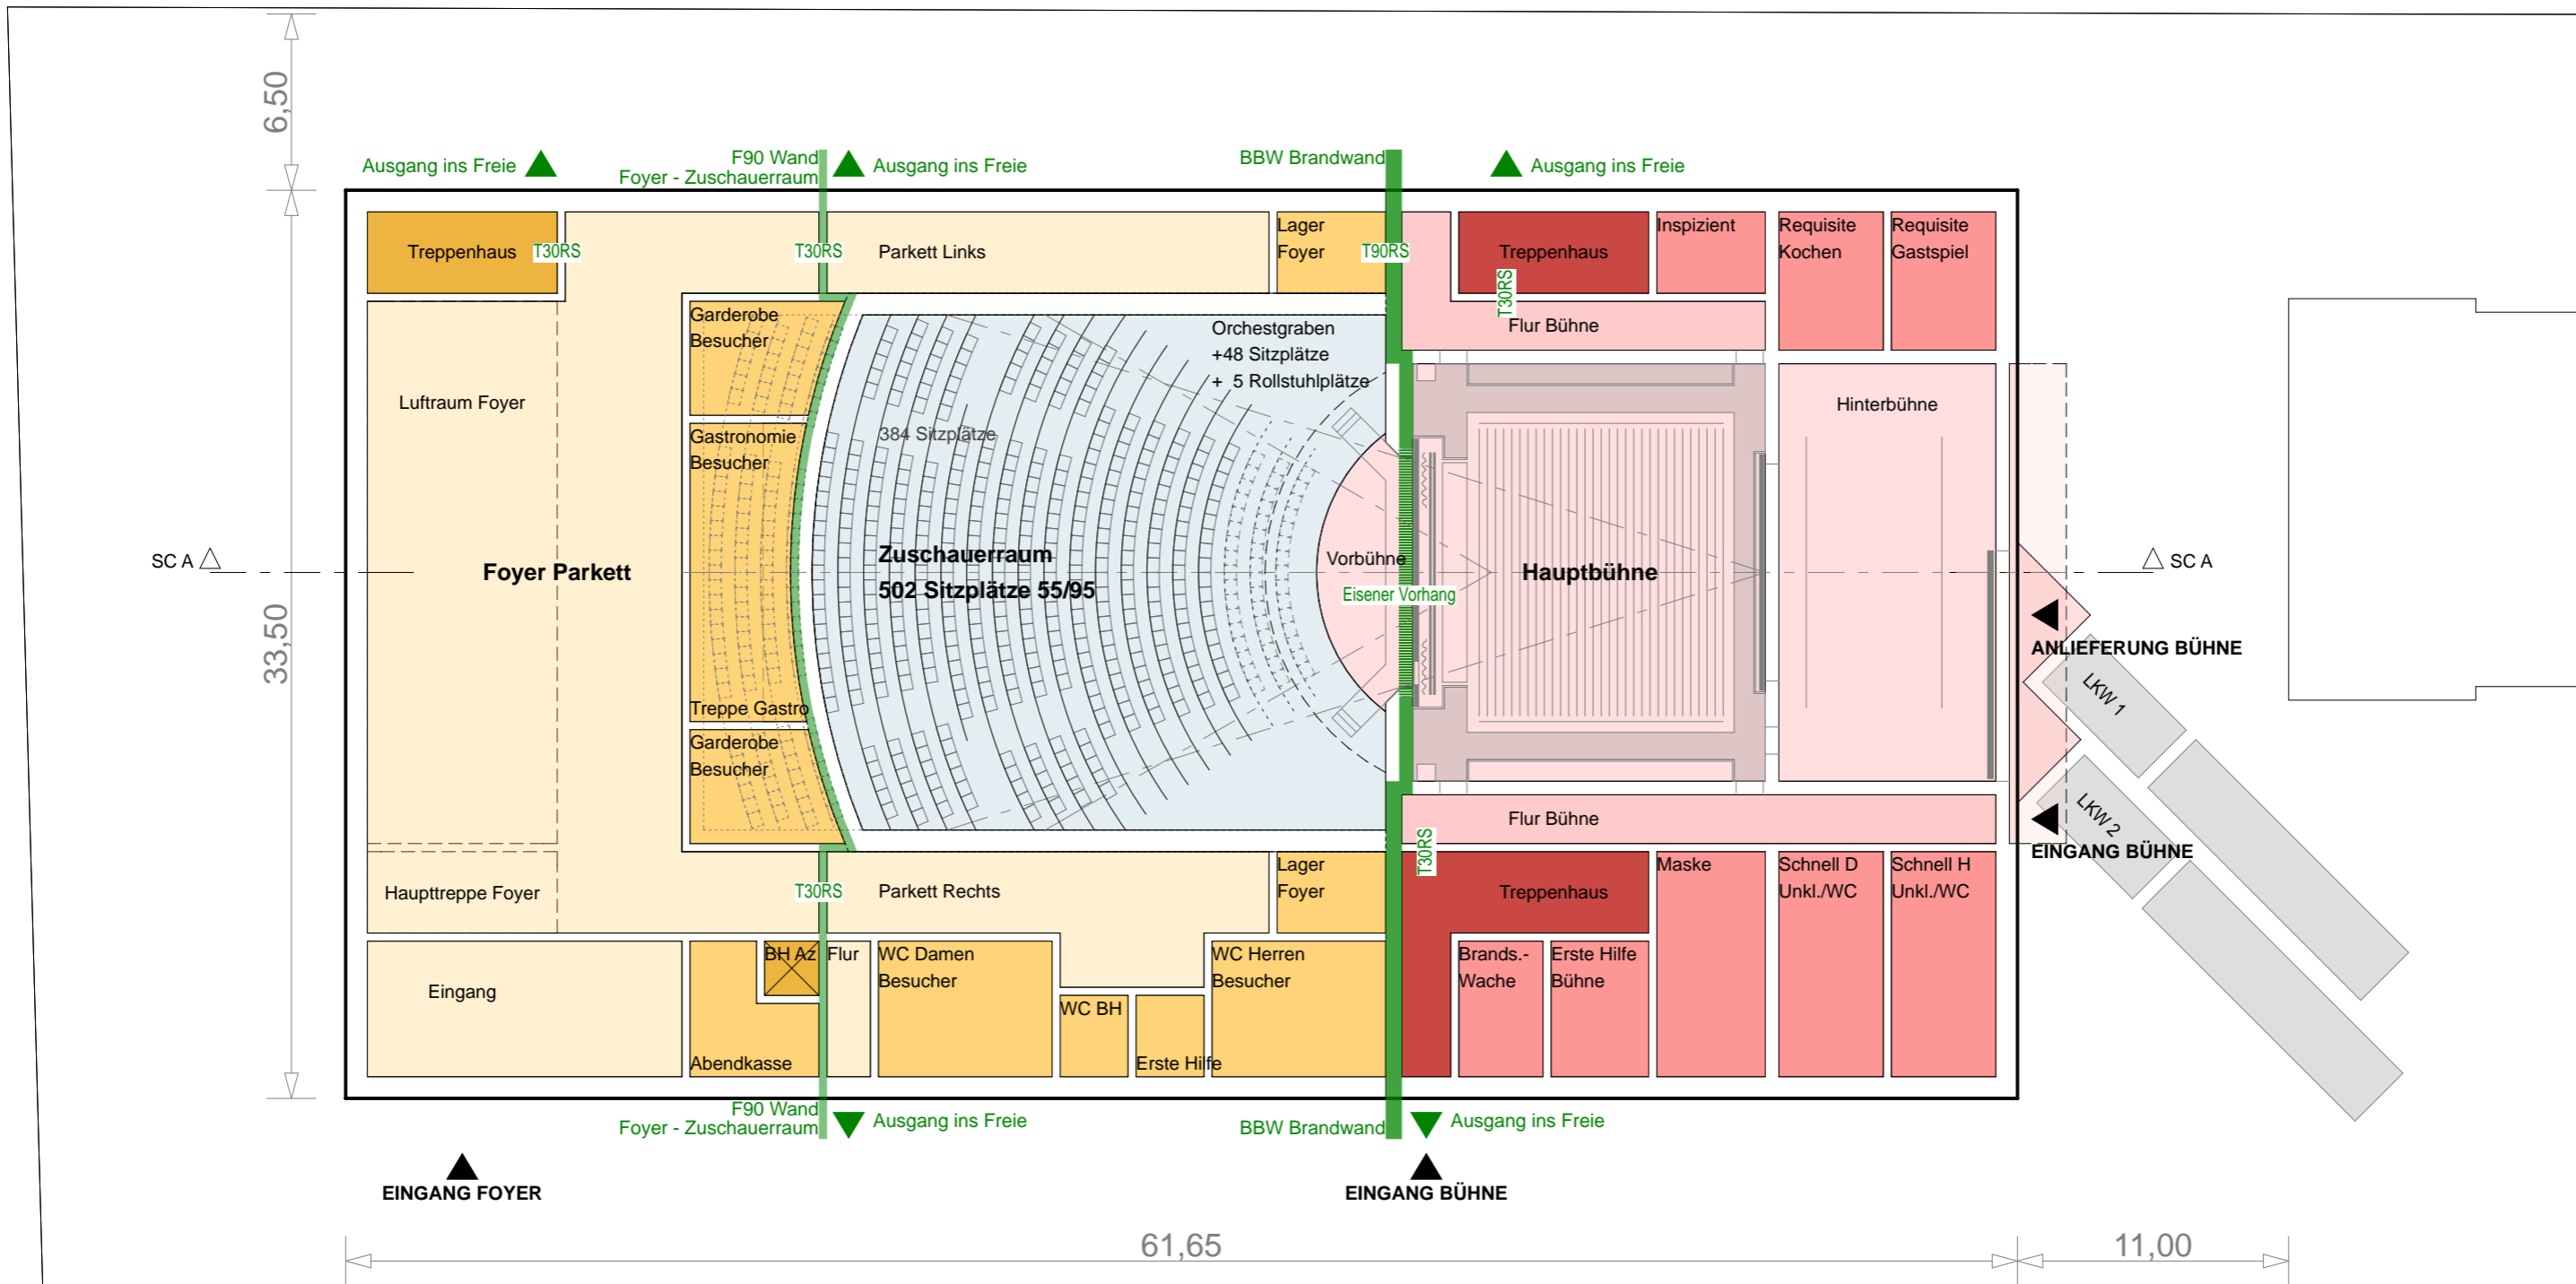 6,50
33,50
Ausgang ins Freie
F90 Wand
Foyer - Zuschauerraum
Ausgang ins Freie
BBW Brandwand
Ausgang ins Freie
Treppenhaus
T30RS
T30RS
Parkett Links
Lager
Foyer
T90RS
Treppenhaus
T30RS
Inspizient
Requisite
Kochen
Requisite
Gastspiel
Flur Bühne
Garderobe
Besucher
Luftraum Foyer
Gastronomie
Besucher
384 Sitzplätze
Orchestgraben
+48 Sitzplätze
+ 5 Rollstuhlplätze
Hinterbühne
SC A
Foyer Parkett
Zuschauerraum
502 Sitzplätze 55/95
Vorbühne
Eisener Vorhang
Hauptbühne
SC A
ANLIEFERUNG BÜHNE
LKW 1
Treppe Gastro
Garderobe
Besucher
Flur Bühne
LKW 2
EINGANG BÜHNE
Haupttreppe Foyer
T30RS
Parkett Rechts
Lager
Foyer
T30RS
Treppenhaus
Maske
Schnell D
Unkl./WC
Schnell H
Unkl./WC
Eingang
BH Az
Flur
WC Damen
Besucher
WC Herren
Besucher
Brands.-
Wache
Erste Hilfe
Bühne
WC BH
Abendkasse
Erste Hilfe
F90 Wand
Foyer - Zuschauerraum
Ausgang ins Freie
BBW Brandwand
Ausgang ins Freie
EINGANG FOYER
EINGANG BÜHNE
61,65
11,00